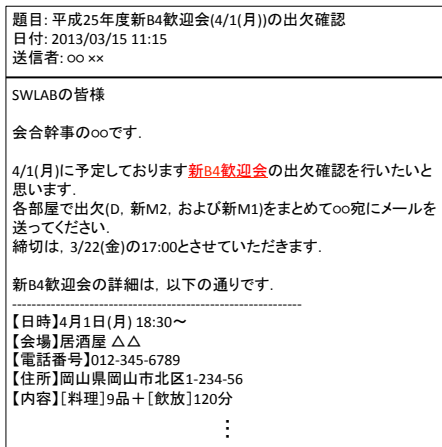 題目: 平成25年度新B4歓迎会(4/1(月))の出欠確認
日付: 2013/03/15 11:15
送信者: ○○ ××
SWLABの皆様
会合幹事の○○です.
4/1(月)に予定しております新B4歓迎会の出欠確認を行いたいと
思います.
各部屋で出欠(D, 新M2, および新M1)をまとめて○○宛にメールを
送ってください.
締切は, 3/22(金)の17:00とさせていただきます.
新B4歓迎会の詳細は, 以下の通りです.
------------------------------------------------------------
【日時】4月1日(月) 18:30～
【会場】居酒屋 △△
【電話番号】012-345-6789
【住所】岡山県岡山市北区1-234-56
【内容】[料理]9品＋[飲放]120分
⋮